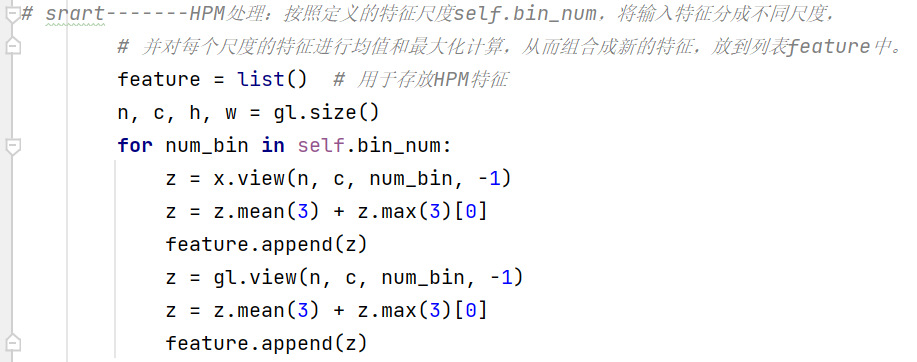 # srart-------HPM处理：按照定义的特征尺度self.bin_num，将输入特征分成不同尺度，
# 并对每个尺度的特征进行均值和最大化计算，从而组合成新的特征，放到列表feature中。
feature = list()  # 用于存放HPM特征
n, c, h, w = gl.size()
for num_bin in self.bin_num:
z = x.view(n, c, num_bin, -1)
z = z.mean(3) + z.max(3)[0]
feature.append(z)
z = gl.view(n, c, num_bin, -1)
z = z.mean(3) + z.max(3)[0]
feature.append(z)